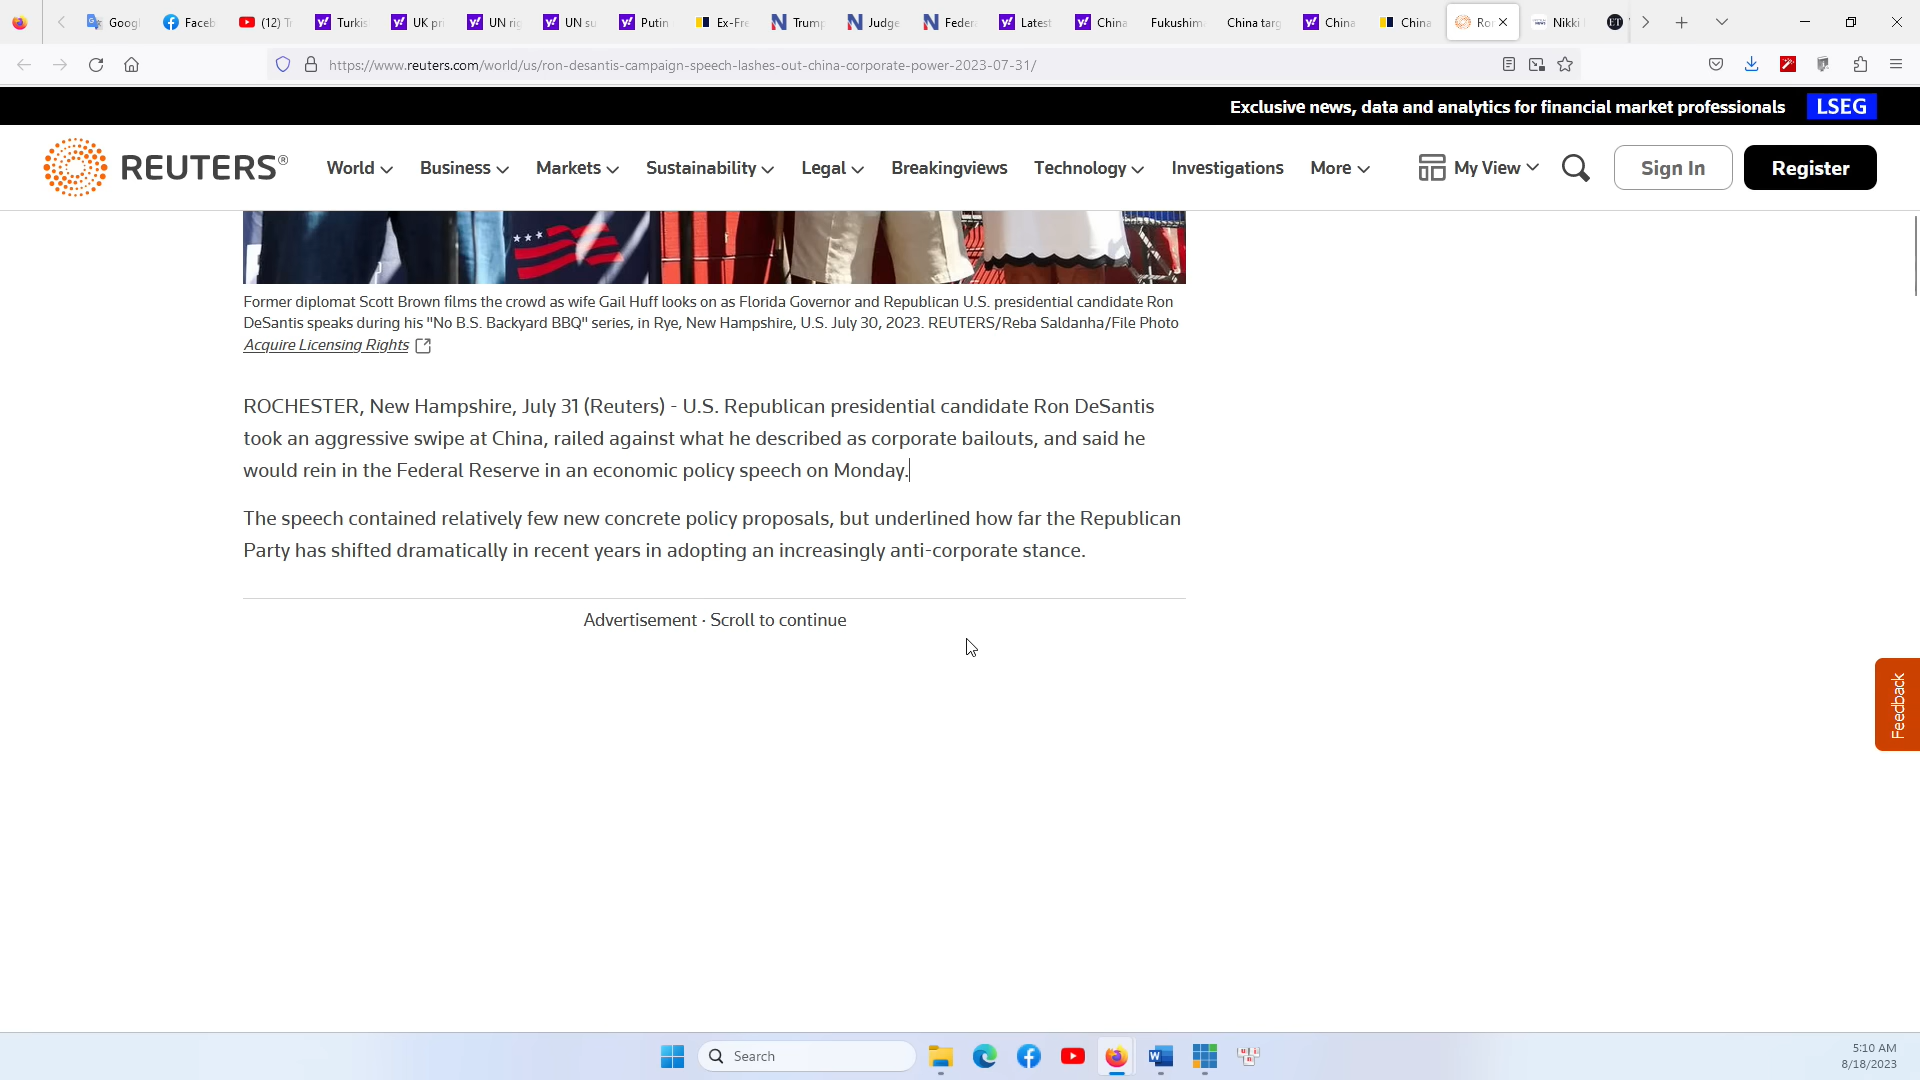 Googl
Faceb
(12) Tr
Turkis
UK pri
UN rig
UN su
Putin
Ex-Fre
Trump
Judge
Federa
Latest
China
Fukushim
China targ
China
China
Ror
Nikki
ET
https://www.reuters.com/world/us/ron-desantis-campaign-speech-lashes-out-china-corporate-power-2023-07-31/
Exclusive news, data and analytics for financial market professionals LSEG
REUTERS® World Business Markets Sustainability Legal Breakingviews Technology Investigations More My View Sign In Register
Former diplomat Scott Brown films the crowd as wife Gail Huff looks on as Florida Governor and Republican U.S. presidential candidate Ron
DeSantis speaks during his "No B.S. Backyard BBQ" series, in Rye, New Hampshire, U.S. July 30, 2023. REUTERS/Reba Saldanha/File Photo
Acquire Licensing Rights
ROCHESTER, New Hampshire, July 31 (Reuters) - U.S. Republican presidential candidate Ron DeSantis
took an aggressive swipe at China, railed against what he described as corporate bailouts, and said he
would rein in the Federal Reserve in an economic policy speech on Monday.
The speech contained relatively few new concrete policy proposals, but underlined how far the Republican
Party has shifted dramatically in recent years in adopting an increasingly anti-corporate stance.
Advertisement · Scroll to continue
Feedback
Search
5:10 AM
8/18/2023